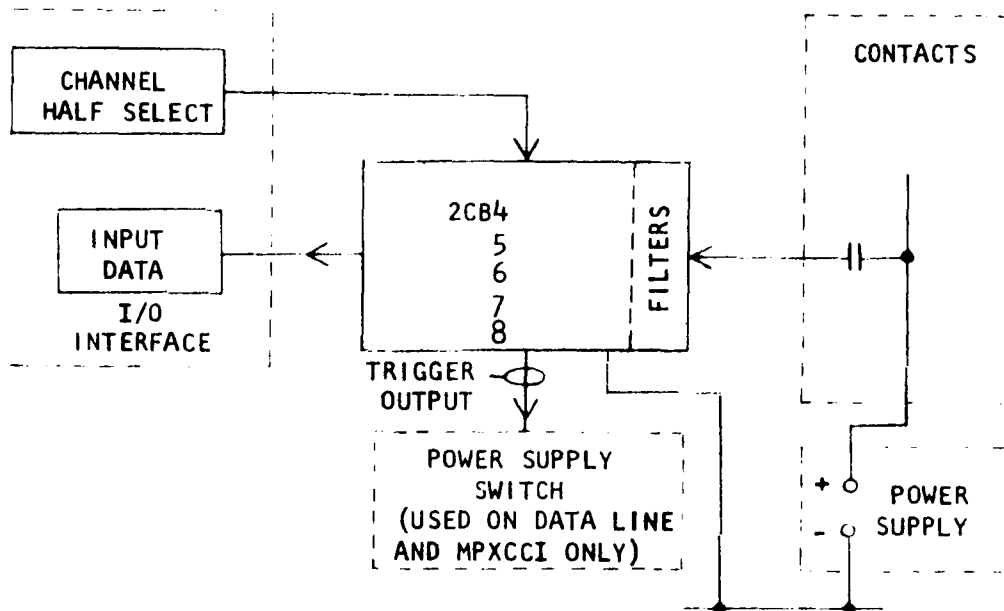 CHANNEL
HALF SELECT
INPUT
DATA
I/O
INTERFACE
2CB4
5
6
7
8
FILTERS
CONTACTS
TRIGGER
OUTPUT
POWER SUPPLY
SWITCH
(USED ON DATA LINE
AND MPXCCI ONLY)
+
-
POWER
SUPPLY